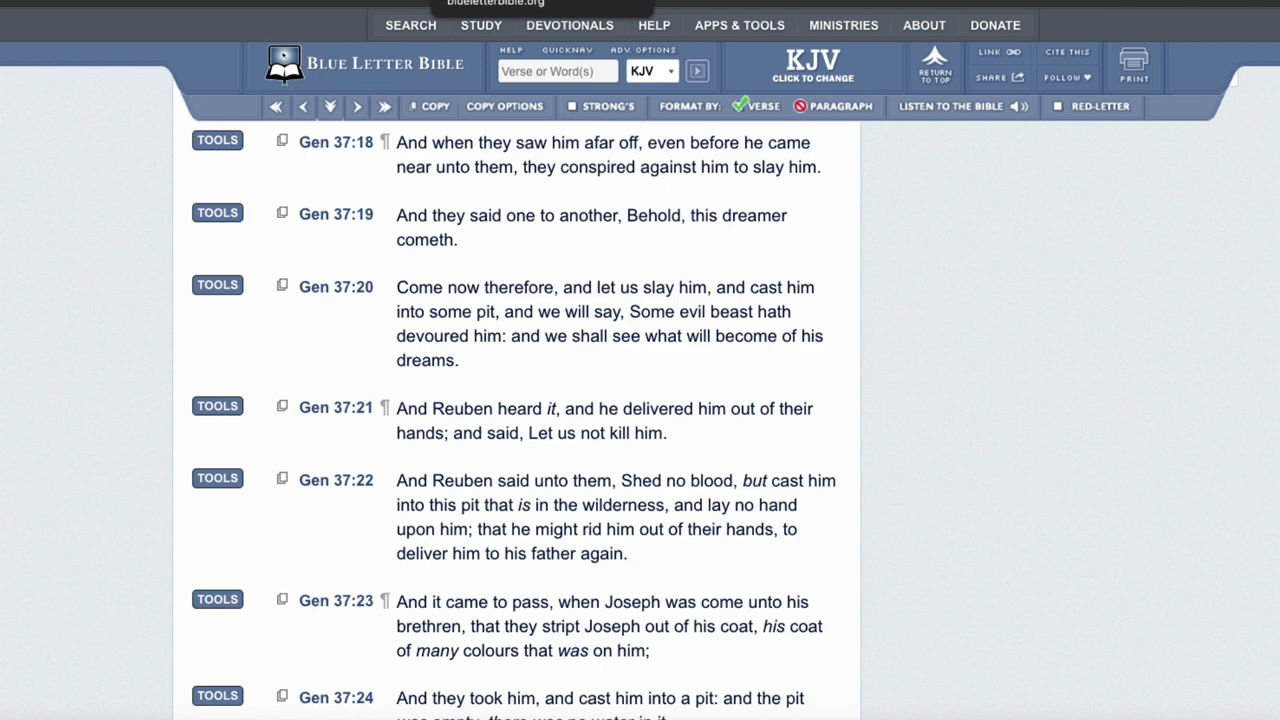 blueletterbible.org
SEARCH STUDY DEVOTIONALS HELP APPS & TOOLS MINISTRIES ABOUT DONATE
BLUE LETTER BIBLE
HELP QUICKNAV ADV. OPTIONS
Verse or Word(s) KJV
KJV
CLICK TO CHANGE
RETURN
TO TOP
LINK CITE THIS
SHARE FOLLOW
PRINT
COPY COPY OPTIONS STRONG'S FORMAT BY: VERSE PARAGRAPH LISTEN TO THE BIBLE RED-LETTER
TOOLS Gen 37:18 ¶ And when they saw him afar off, even before he came
near unto them, they conspired against him to slay him.
TOOLS Gen 37:19 And they said one to another, Behold, this dreamer
cometh.
TOOLS Gen 37:20 Come now therefore, and let us slay him, and cast him
into some pit, and we will say, Some evil beast hath
devoured him: and we shall see what will become of his
dreams.
TOOLS Gen 37:21 ¶ And Reuben heard it, and he delivered him out of their
hands; and said, Let us not kill him.
TOOLS Gen 37:22 And Reuben said unto them, Shed no blood, but cast him
into this pit that is in the wilderness, and lay no hand
upon him; that he might rid him out of their hands, to
deliver him to his father again.
TOOLS Gen 37:23 ¶ And it came to pass, when Joseph was come unto his
brethren, that they stript Joseph out of his coat, his coat
of many colours that was on him;
TOOLS Gen 37:24 And they took him, and cast him into a pit: and the pit
was empty, there was no water in it.